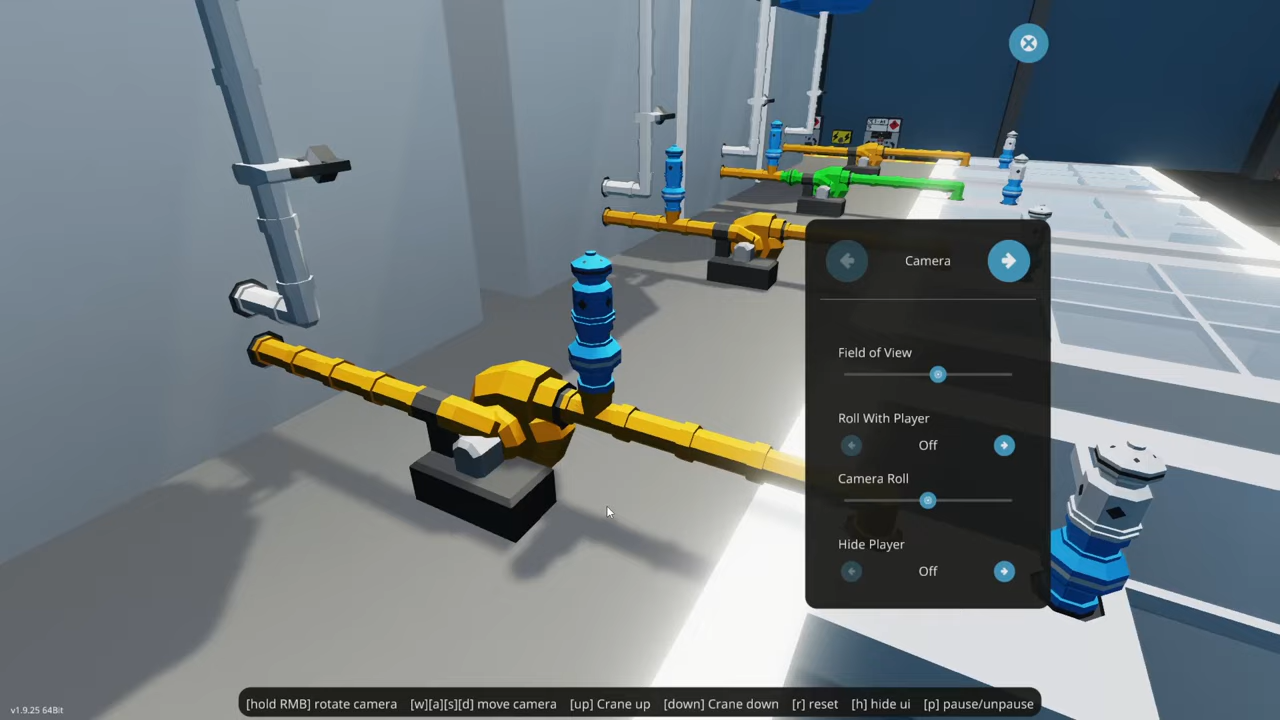 Camera
Field of View
Roll With Player
Off
Camera Roll
Hide Player
Off
[hold RMB] rotate camera [w][a][s][d] move camera [up] Crane up [down] Crane down [r] reset [h] hide ui [p] pause/unpause
v1.9.25 64Bit